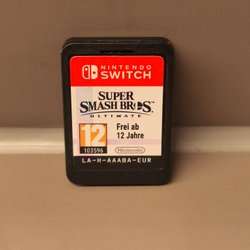 NINTENDO
SWITCH
SUPER
SMASH BROS.
ULTIMATE
12
103596
Frei ab
12 Jahre
Nintendo
LA-H-AAABA-EUR